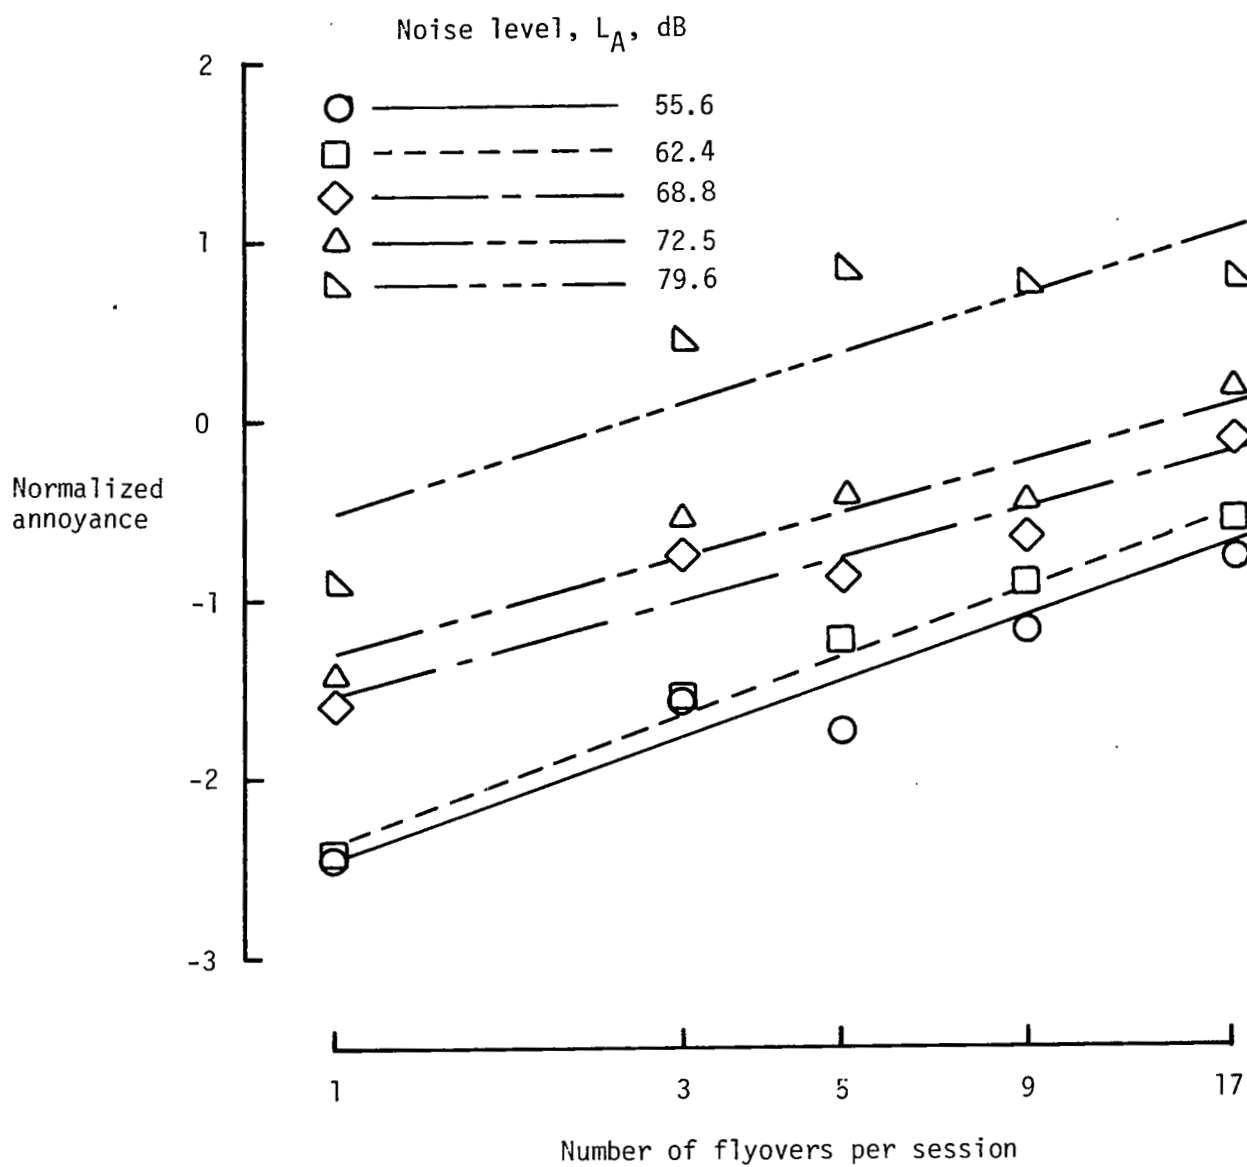 Noise level, L_A, dB
55.6
62.4
68.8
72.5
79.6
2
1
0
-1
-2
-3
Normalized
annoyance
1 3 5 9 17
Number of flyovers per session